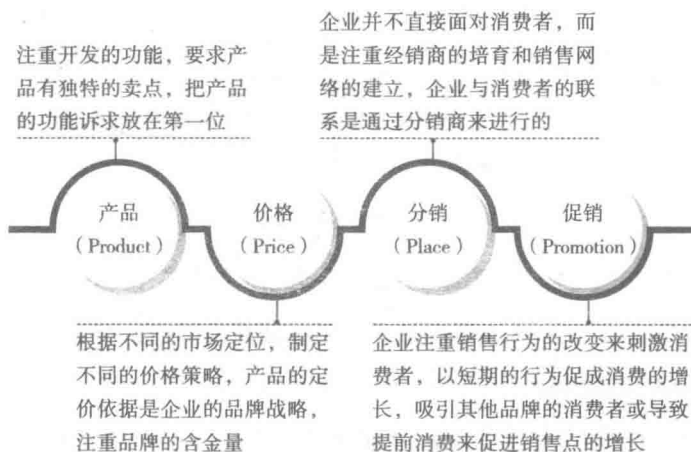 注重开发的功能，要求产
品有独特的卖点，把产品
的功能诉求放在第一位
企业并不直接面对消费者，而
是注重经销商的培育和销售网
络的建立，企业与消费者的联
系是通过分销商来进行的
产品
（Product）
价格
（Price）
分销
（Place）
促销
（Promotion）
根据不同的市场定位，制定
不同的价格策略，产品的定
价依据是企业的品牌战略，
注重品牌的含金量
企业注重销售行为的改变来刺激消
费者，以短期的行为促成消费的增
长，吸引其他品牌的消费者或导致
提前消费来促进销售点的增长